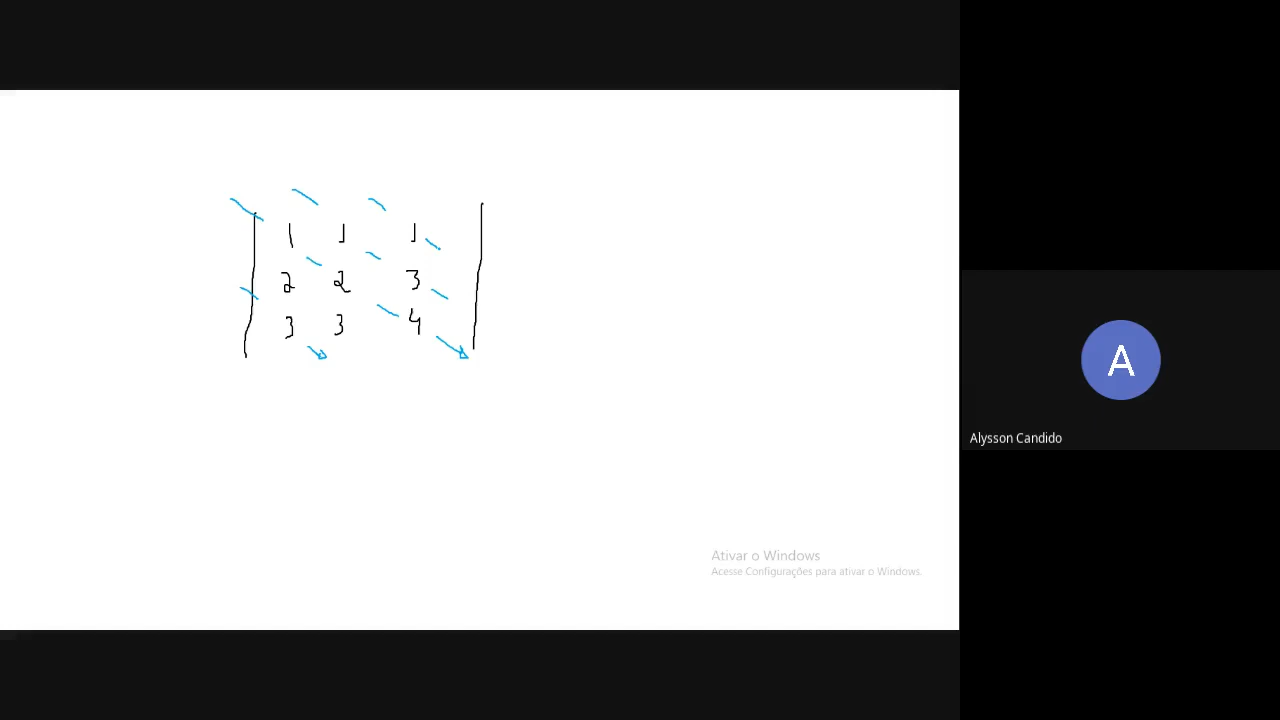 1 1 1
2 2 3
3 3 4
Alysson Candido
A
Ativar o Windows
Acesse Configurações para ativar o Windows.